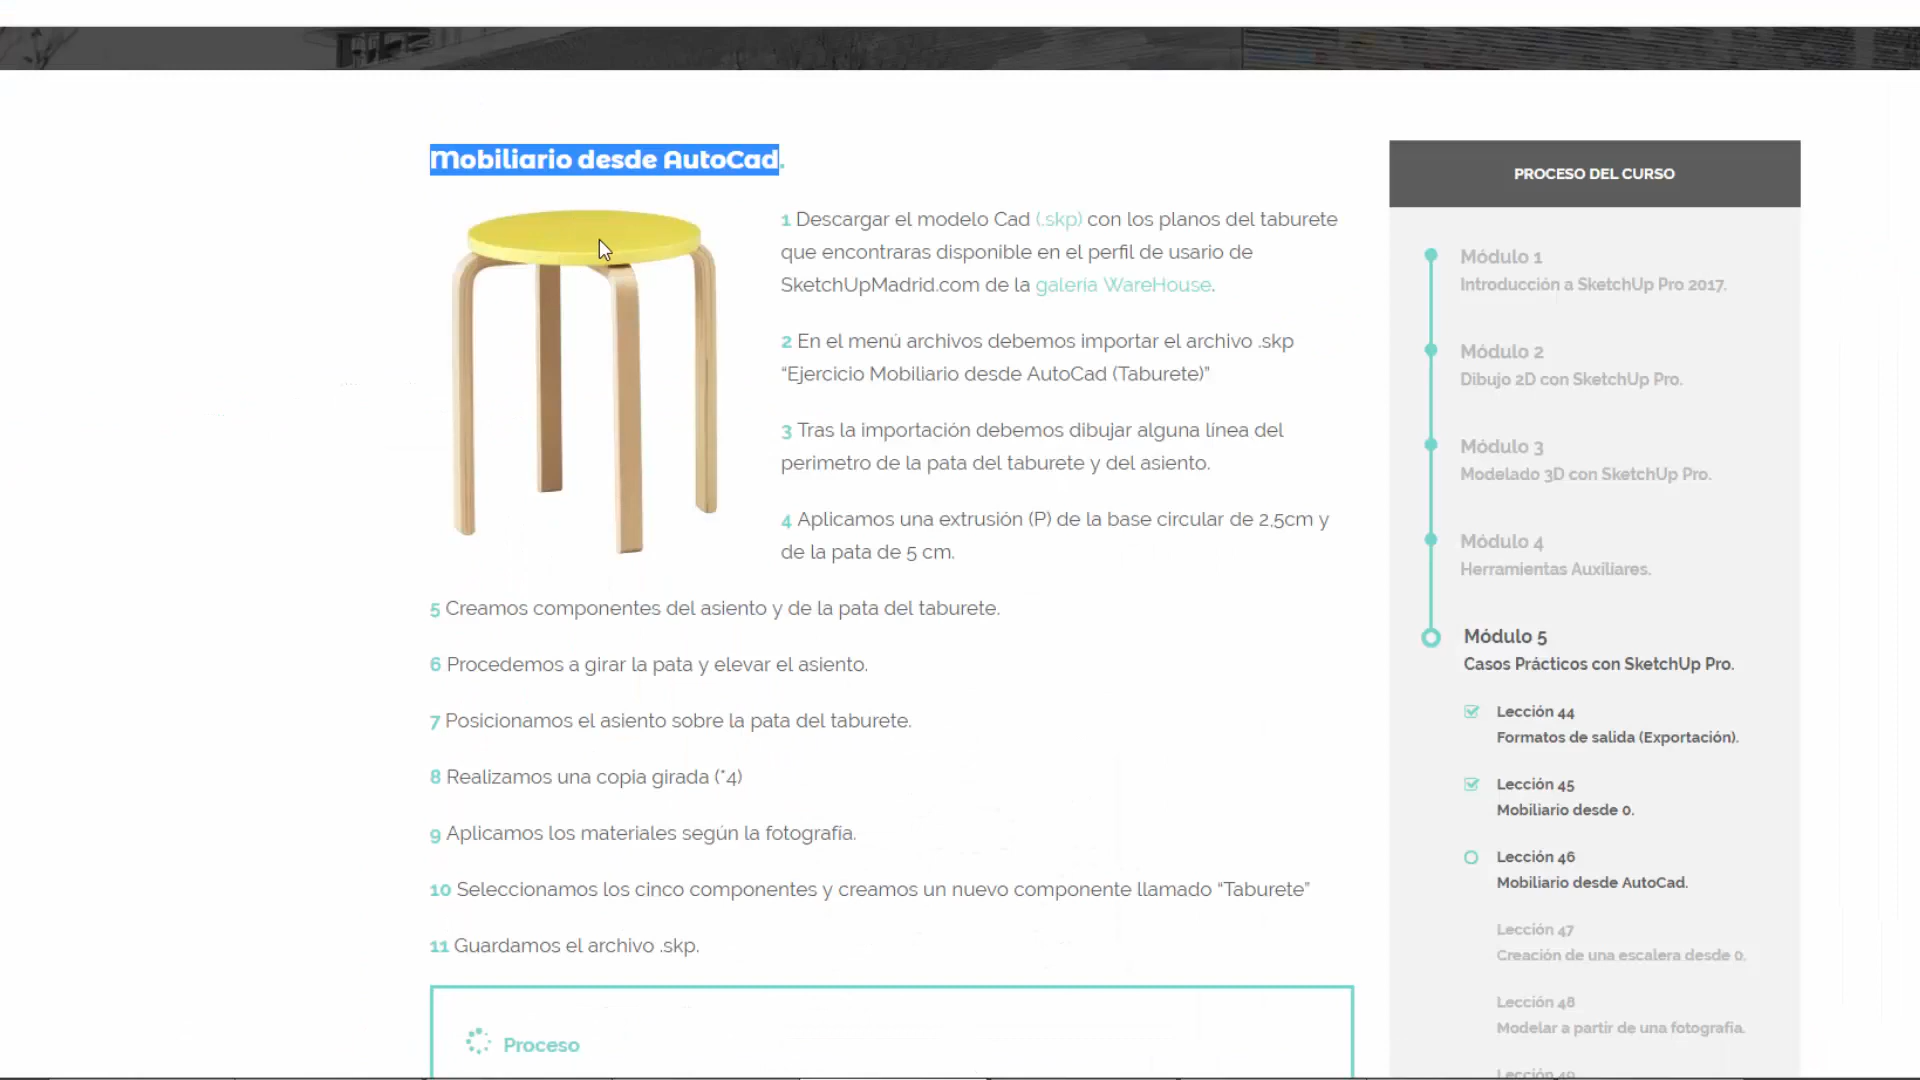 Mobiliario desde AutoCad.
1 Descargar el modelo Cad (.skp) con los planos del taburete
que encontraras disponible en el perfil de usario de
SketchUpMadrid.com de la galería WareHouse.
2 En el menú archivos debemos importar el archivo .skp
“Ejercicio Mobiliario desde AutoCad (Taburete)”
3 Tras la importación debemos dibujar alguna línea del
perimetro de la pata del taburete y del asiento.
4 Aplicamos una extrusión (P) de la base circular de 2,5cm y
de la pata de 5 cm.
5 Creamos componentes del asiento y de la pata del taburete.
6 Procedemos a girar la pata y elevar el asiento.
7 Posicionamos el asiento sobre la pata del taburete.
8 Realizamos una copia girada (*4)
9 Aplicamos los materiales según la fotografía.
10 Seleccionamos los cinco componentes y creamos un nuevo componente llamado “Taburete”
11 Guardamos el archivo .skp.
Proceso
PROCESO DEL CURSO
Módulo 1
Introducción a SketchUp Pro 2017.
Módulo 2
Dibujo 2D con SketchUp Pro.
Módulo 3
Modelado 3D con SketchUp Pro.
Módulo 4
Herramientas Auxiliares.
Módulo 5
Casos Prácticos con SketchUp Pro.
Lección 44
Formatos de salida (Exportación).
Lección 45
Mobiliario desde 0.
Lección 46
Mobiliario desde AutoCad.
Lección 47
Creación de una escalera desde 0.
Lección 48
Modelar a partir de una fotografía.
Lección 49